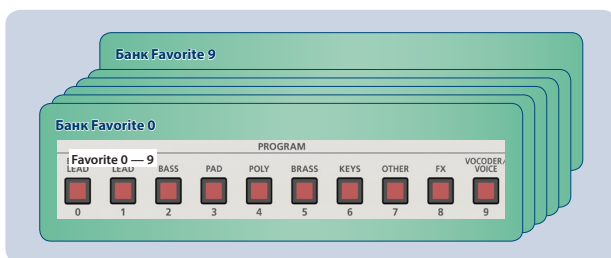 Банк Favorite 9
Банк Favorite 0
PROGRAM
Favorite 0 — 9
LEAD LEAD BASS PAD POLY BRASS KEYS OTHER FX VOCODER/
VOICE
0 1 2 3 4 5 6 7 8 9